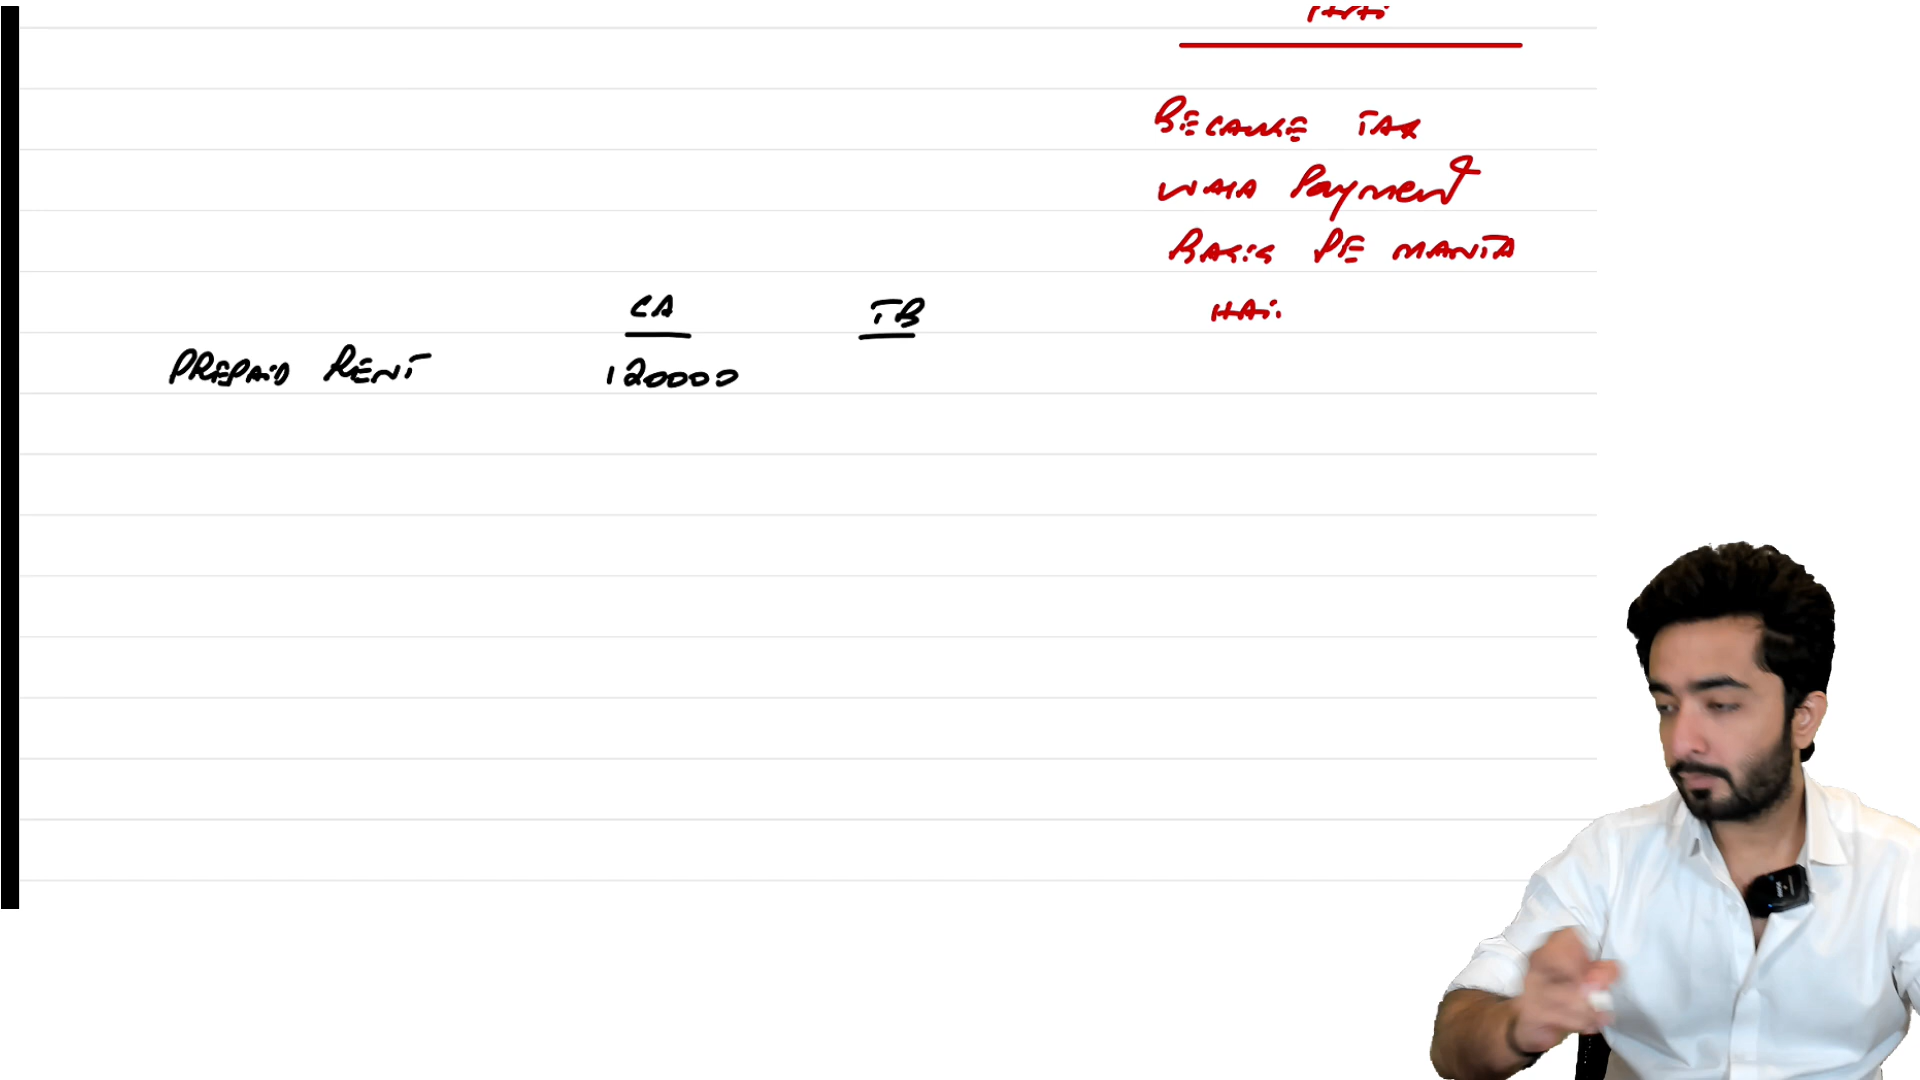 BECAUSE TAX
WALA PAYMENT
BASIS PE MANTA
HAI.
CA TB
PREPAID RENT 120000